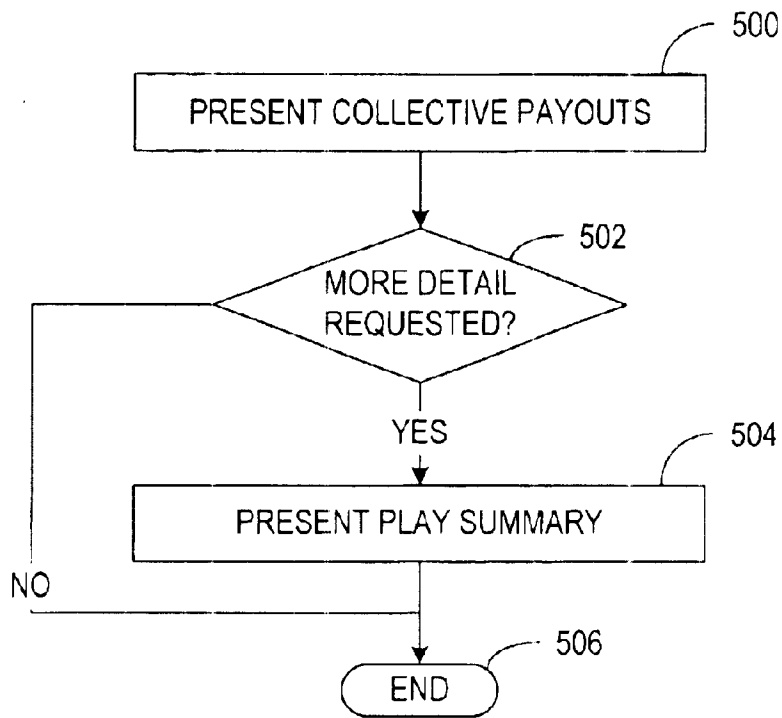 500
PRESENT COLLECTIVE PAYOUTS
502
MORE DETAIL
REQUESTED?
YES
504
PRESENT PLAY SUMMARY
NO
506
END